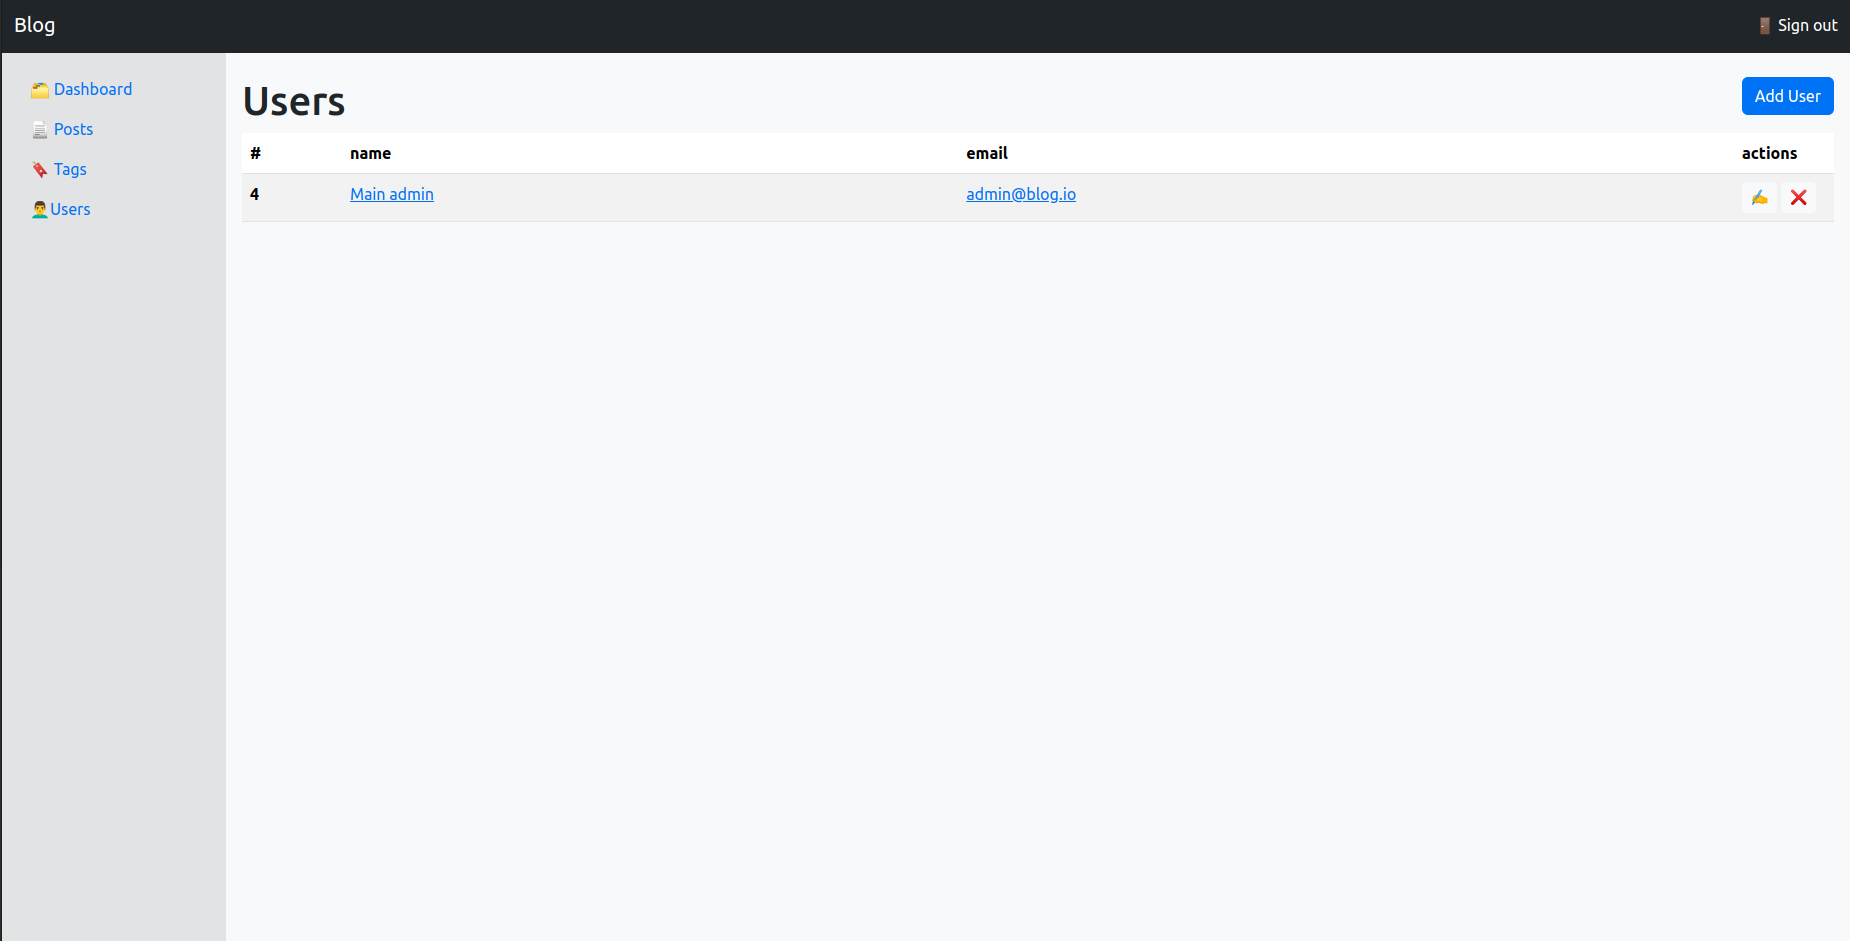 Blog
Sign out
Dashboard
Posts
Tags
Users
Users
Add User
# name email actions
4 Main admin admin@blog.io